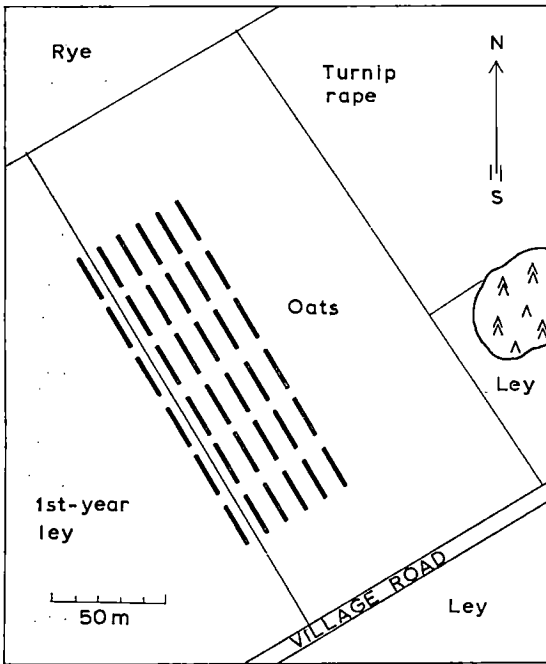 Rye
Turnip
rape
N
S
Oats
Ley
1st-year
ley
50 m
VILLAGE ROAD
Ley